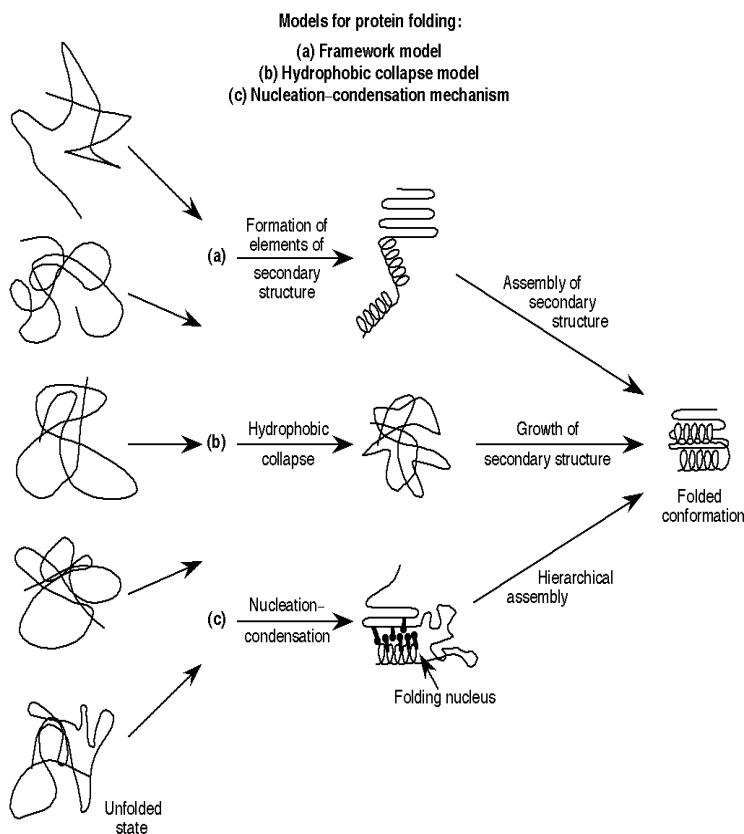 Models for protein folding:
(a) Framework model
(b) Hydrophobic collapse model
(c) Nucleation–condensation mechanism
(a)
Formation of
elements of
secondary
structure
Assembly of
secondary
structure
(b)
Hydrophobic
collapse
Growth of
secondary structure
Folded
conformation
(c)
Nucleation–
condensation
Hierarchical
assembly
Folding nucleus
Unfolded
state